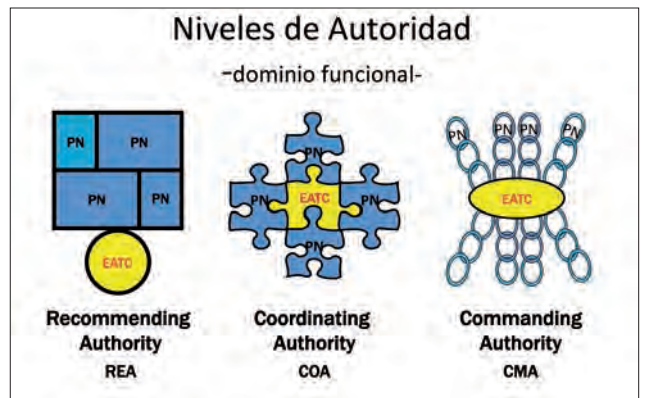 Niveles de Autoridad
-dominio funcional-
PN PN
PN PN
EATC
PN
PN EATC PN
PN
PN PN PN PN
EATC
Recommending
Authority
REA
Coordinating
Authority
COA
Commanding
Authority
CMA